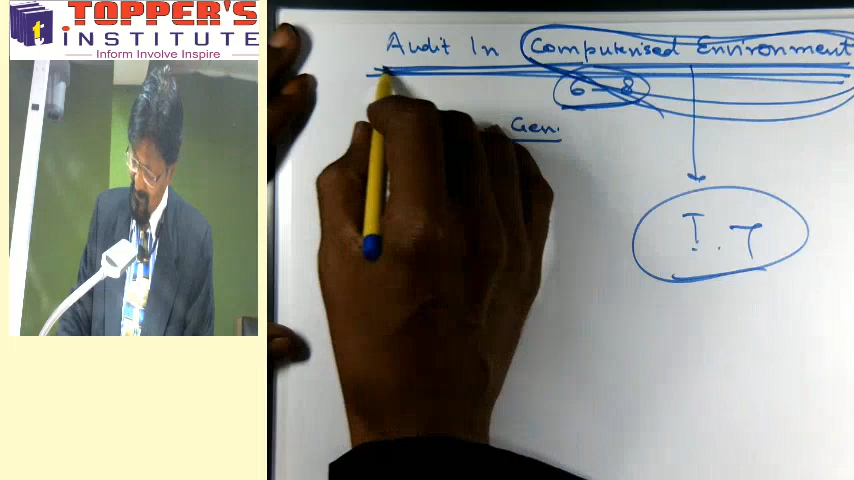 TOPPER'S
iNSTITUTE
Inform Involve Inspire
t
Audit In Computerised Environment
6 – 8
Gen.
I.T